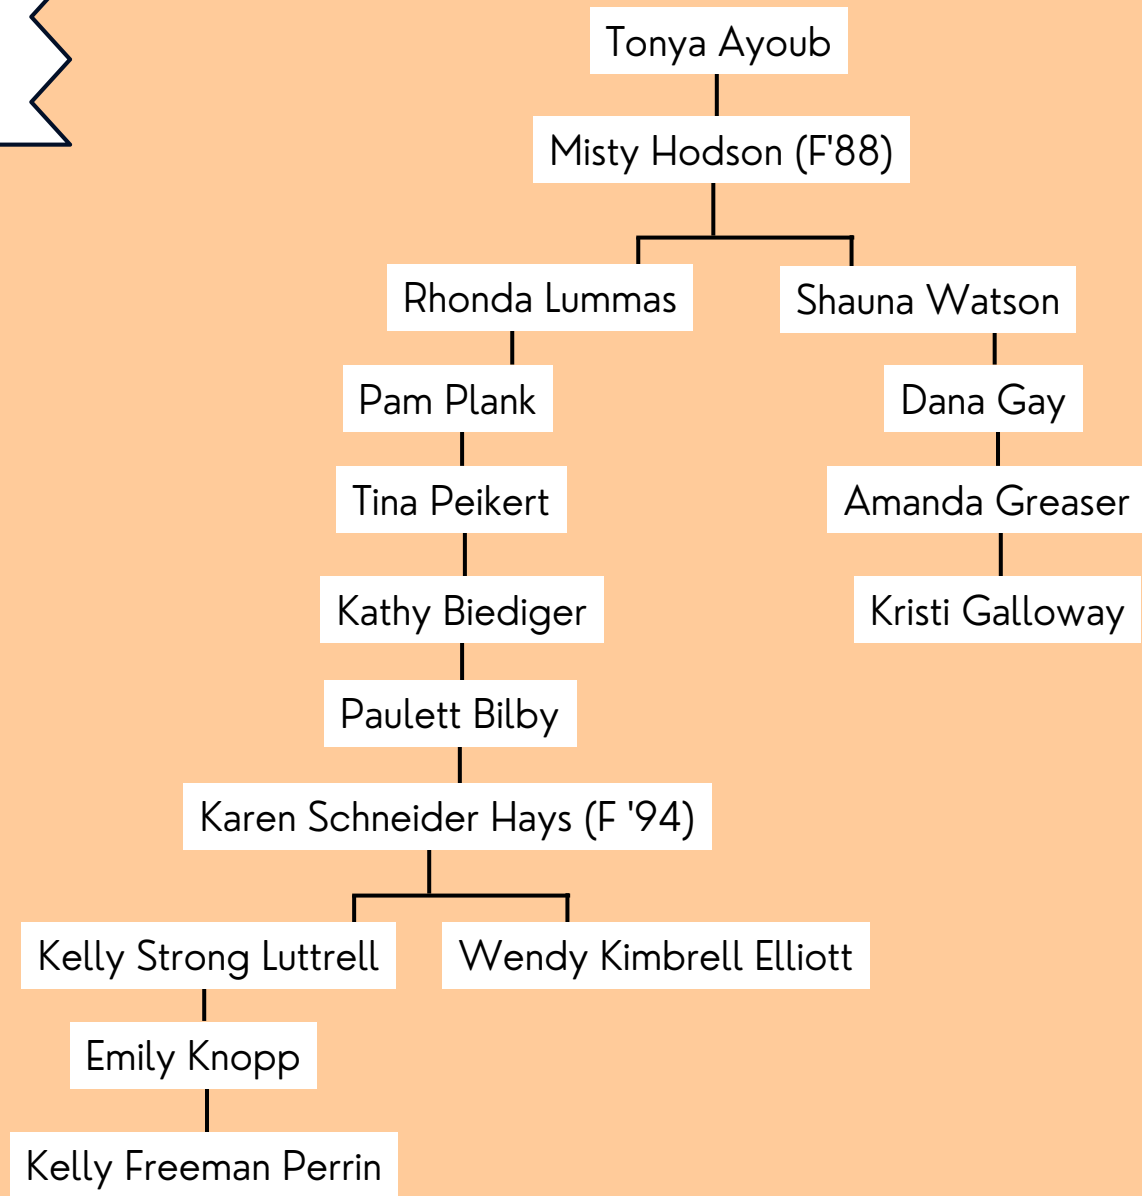 Tonya Ayoub
Misty Hodson (F'88)
Rhonda Lummas
Shauna Watson
Pam Plank
Dana Gay
Tina Peikert
Amanda Greaser
Kathy Biediger
Kristi Galloway
Paulett Bilby
Karen Schneider Hays (F '94)
Kelly Strong Luttrell
Wendy Kimbrell Elliott
Emily Knopp
Kelly Freeman Perrin